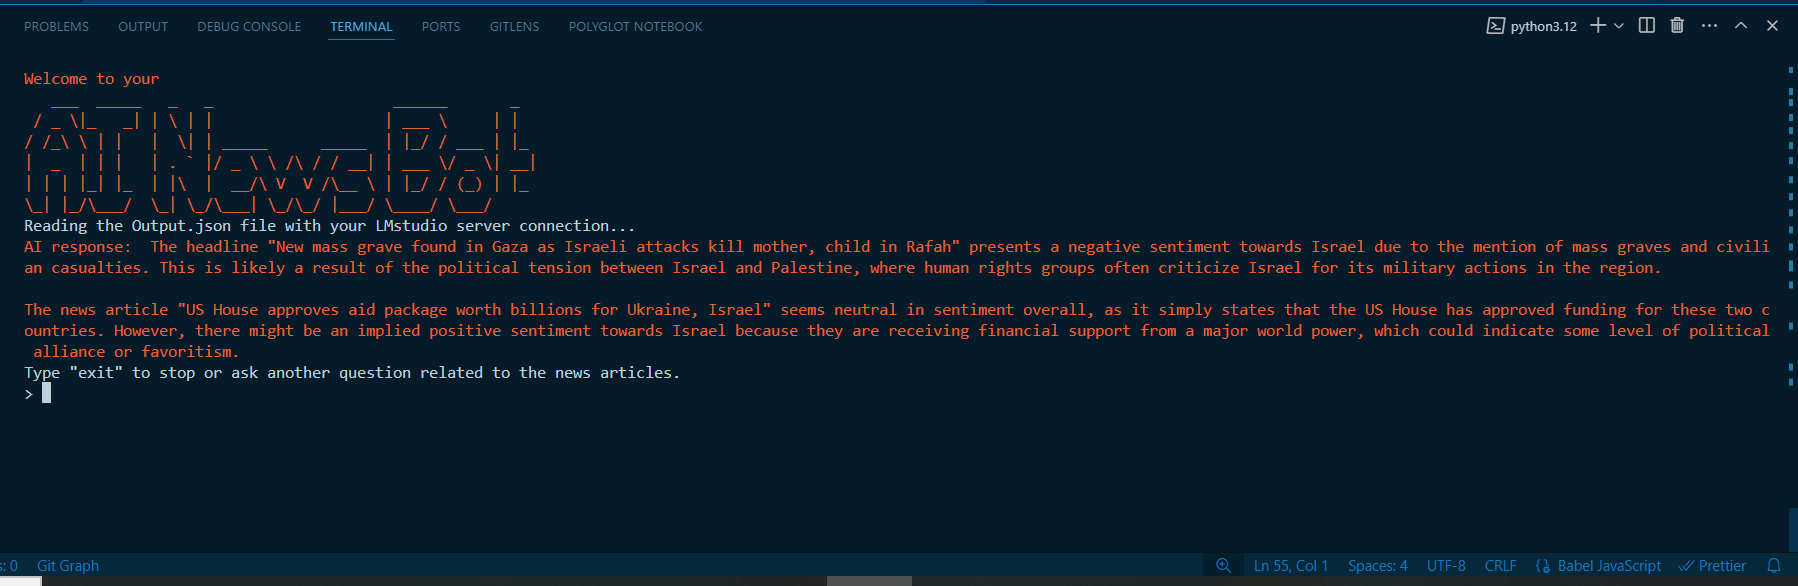 PROBLEMS OUTPUT DEBUG CONSOLE TERMINAL PORTS GITLENS POLYGLOT NOTEBOOK python3.12
Welcome to your
AI News Bot
Reading the Output.json file with your LMstudio server connection...
AI response:  The headline "New mass grave found in Gaza as Israeli attacks kill mother, child in Rafah" presents a negative sentiment towards Israel due to the mention of mass graves and civili
an casualties. This is likely a result of the political tension between Israel and Palestine, where human rights groups often criticize Israel for its military actions in the region.
The news article "US House approves aid package worth billions for Ukraine, Israel" seems neutral in sentiment overall, as it simply states that the US House has approved funding for these two c
ountries. However, there might be an implied positive sentiment towards Israel because they are receiving financial support from a major world power, which could indicate some level of political
 alliance or favoritism.
Type "exit" to stop or ask another question related to the news articles.
>
s: 0 Git Graph Ln 55, Col 1 Spaces: 4 UTF-8 CRLF Babel JavaScript Prettier